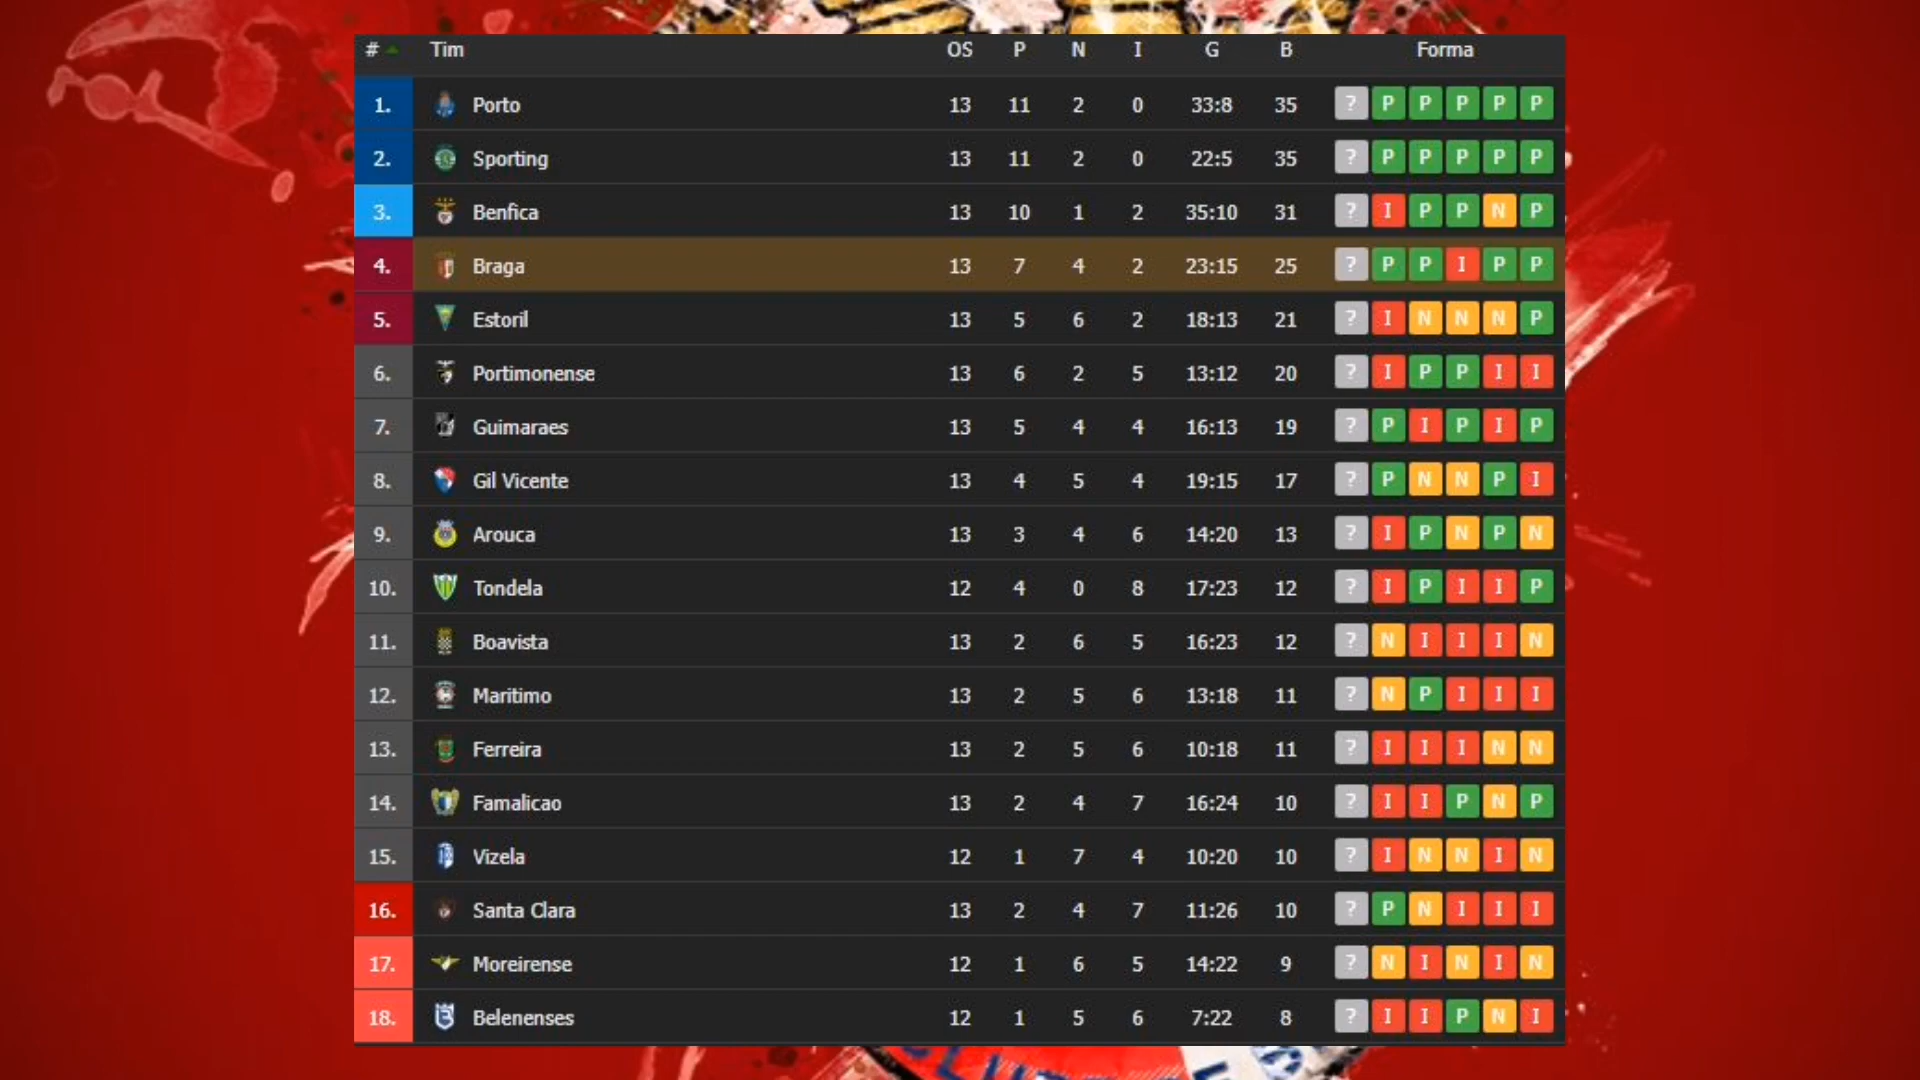 # Tim OS P N I G B Forma
1. Porto 13 11 2 0 33:8 35 ? P P P P P
2. Sporting 13 11 2 0 22:5 35 ? P P P P P
3. Benfica 13 10 1 2 35:10 31 ? I P P N P
4. Braga 13 7 4 2 23:15 25 ? P P I P P
5. Estoril 13 5 6 2 18:13 21 ? I N N N P
6. Portimonense 13 6 2 5 13:12 20 ? I P P I I
7. Guimaraes 13 5 4 4 16:13 19 ? P I P I P
8. Gil Vicente 13 4 5 4 19:15 17 ? P N N P I
9. Arouca 13 3 4 6 14:20 13 ? I P N P N
10. Tondela 12 4 0 8 17:23 12 ? I P I I P
11. Boavista 13 2 6 5 16:23 12 ? N I I I N
12. Maritimo 13 2 5 6 13:18 11 ? N P I I I
13. Ferreira 13 2 5 6 10:18 11 ? I I I N N
14. Famalicao 13 2 4 7 16:24 10 ? I I P N P
15. Vizela 12 1 7 4 10:20 10 ? I N N I N
16. Santa Clara 13 2 4 7 11:26 10 ? P N I I I
17. Moreirense 12 1 6 5 14:22 9 ? N I N I N
18. Belenenses 12 1 5 6 7:22 8 ? I I P N I